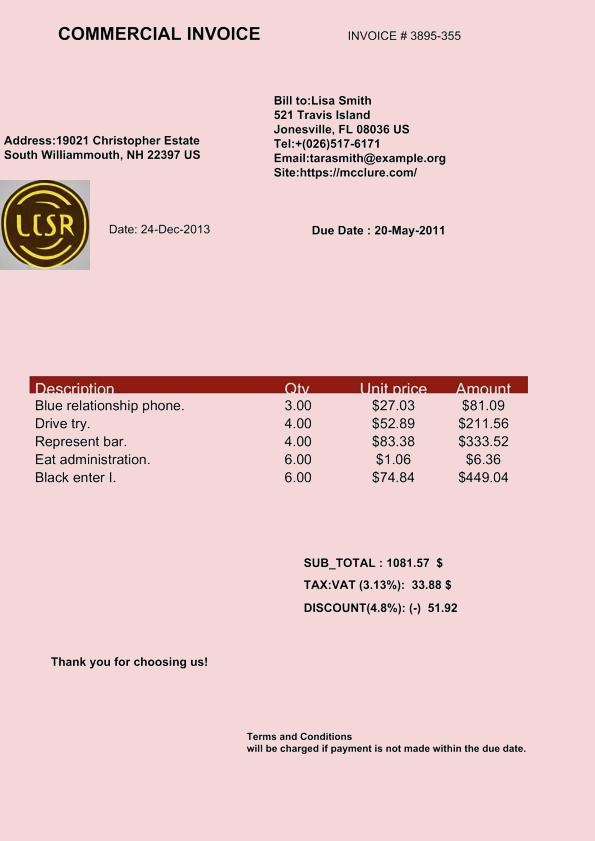 COMMERCIAL INVOICE
INVOICE # 3895-355
Bill to:Lisa Smith
521 Travis Island
Jonesville, FL 08036 US
Tel:+(026)517-6171
Email:tarasmith@example.org
Site:https://mcclure.com/
Address:19021 Christopher Estate
South Williammouth, NH 22397 US
LCSR
Date: 24-Dec-2013
Due Date : 20-May-2011
Description Qty Unit price Amount
Blue relationship phone. 3.00 $27.03 $81.09
Drive try. 4.00 $52.89 $211.56
Represent bar. 4.00 $83.38 $333.52
Eat administration. 6.00 $1.06 $6.36
Black enter I. 6.00 $74.84 $449.04
SUB_TOTAL : 1081.57 $
TAX:VAT (3.13%): 33.88 $
DISCOUNT(4.8%): (-) 51.92
Thank you for choosing us!
Terms and Conditions
will be charged if payment is not made within the due date.